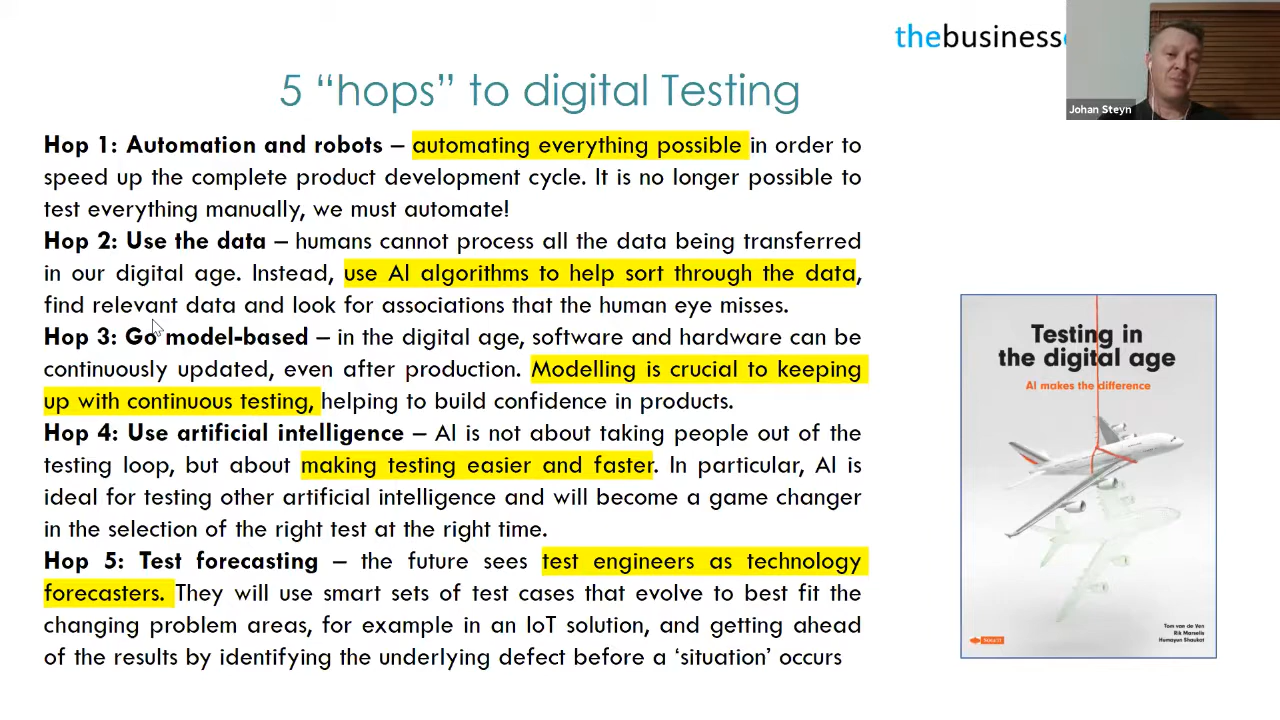 thebusiness
Johan Steyn
5 “hops” to digital Testing
Hop 1: Automation and robots – automating everything possible in order to
speed up the complete product development cycle. It is no longer possible to
test everything manually, we must automate!
Hop 2: Use the data – humans cannot process all the data being transferred
in our digital age. Instead, use AI algorithms to help sort through the data,
find relevant data and look for associations that the human eye misses.
Hop 3: Go model-based – in the digital age, software and hardware can be
continuously updated, even after production. Modelling is crucial to keeping
up with continuous testing, helping to build confidence in products.
Hop 4: Use artificial intelligence – AI is not about taking people out of the
testing loop, but about making testing easier and faster. In particular, AI is
ideal for testing other artificial intelligence and will become a game changer
in the selection of the right test at the right time.
Hop 5: Test forecasting – the future sees test engineers as technology
forecasters. They will use smart sets of test cases that evolve to best fit the
changing problem areas, for example in an IoT solution, and getting ahead
of the results by identifying the underlying defect before a ‘situation’ occurs
Testing in
the digital age
AI makes the difference
Tom van de Ven
Rik Marselis
Humayun Shaukat
SOGETI